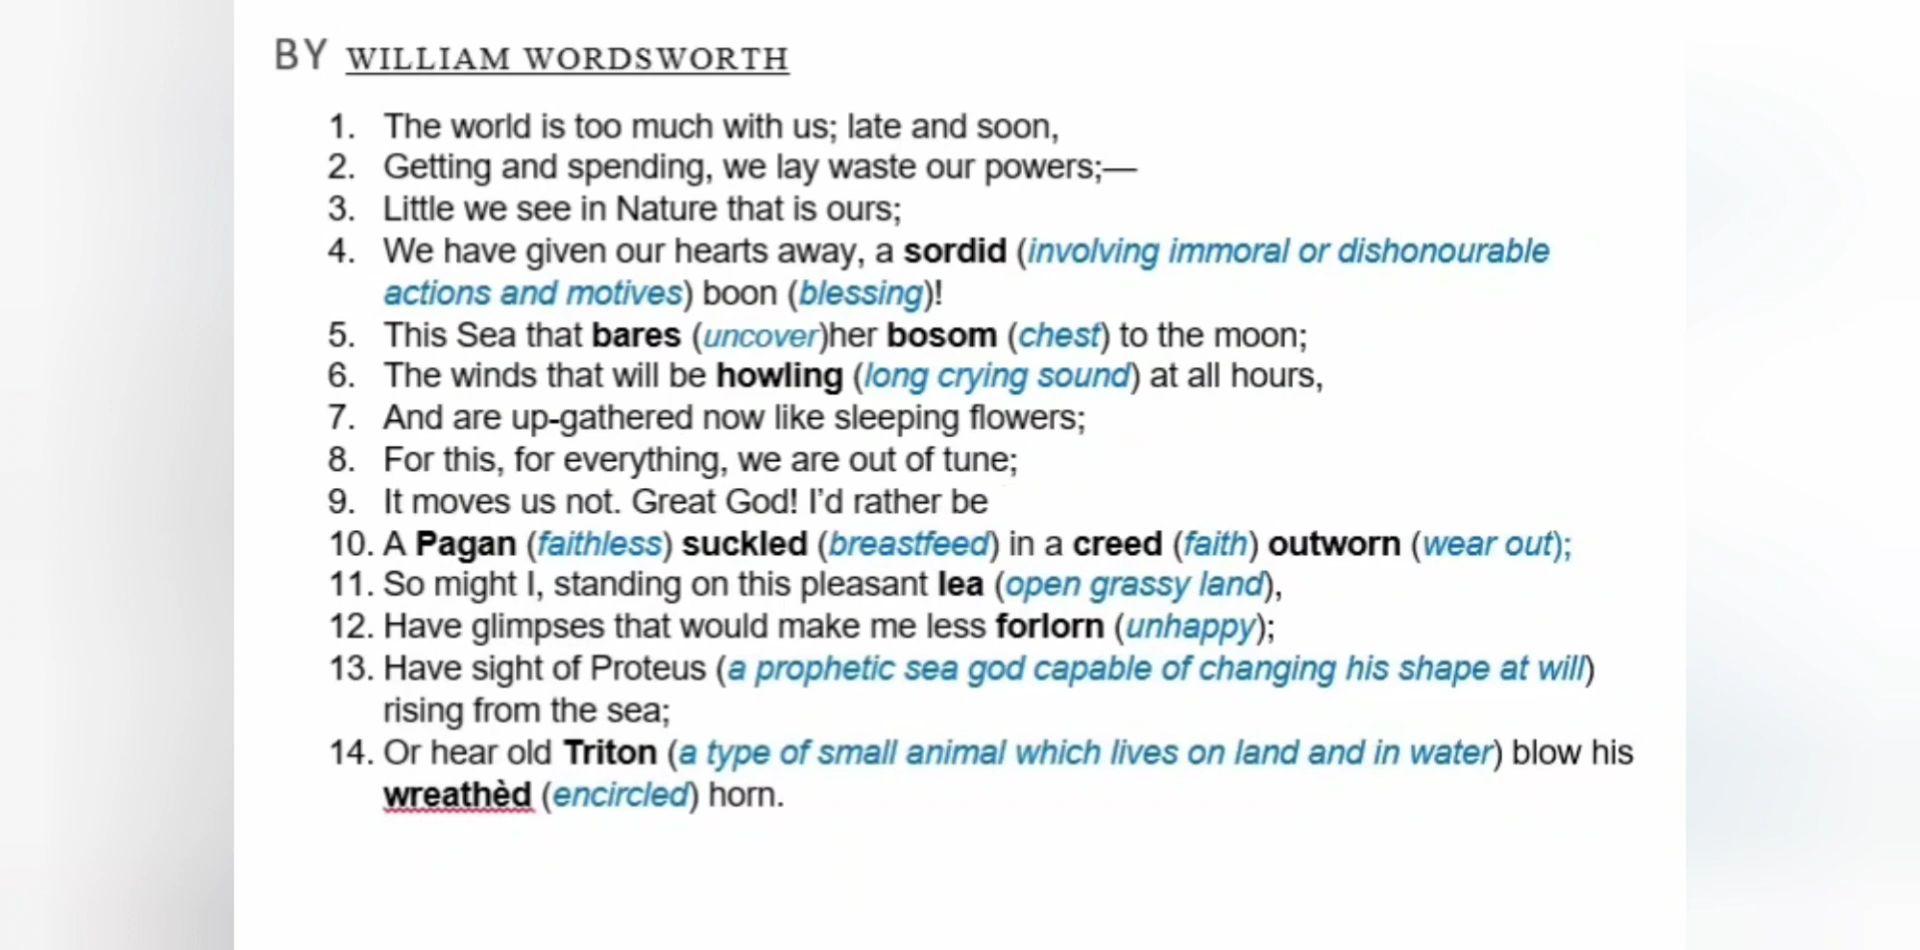 BY WILLIAM WORDSWORTH
1. The world is too much with us; late and soon,
2. Getting and spending, we lay waste our powers;—
3. Little we see in Nature that is ours;
4. We have given our hearts away, a sordid (involving immoral or dishonourable
actions and motives) boon (blessing)!
5. This Sea that bares (uncover)her bosom (chest) to the moon;
6. The winds that will be howling (long crying sound) at all hours,
7. And are up-gathered now like sleeping flowers;
8. For this, for everything, we are out of tune;
9. It moves us not. Great God! I'd rather be
10. A Pagan (faithless) suckled (breastfeed) in a creed (faith) outworn (wear out);
11. So might I, standing on this pleasant lea (open grassy land),
12. Have glimpses that would make me less forlorn (unhappy);
13. Have sight of Proteus (a prophetic sea god capable of changing his shape at will)
rising from the sea;
14. Or hear old Triton (a type of small animal which lives on land and in water) blow his
wreathèd (encircled) horn.